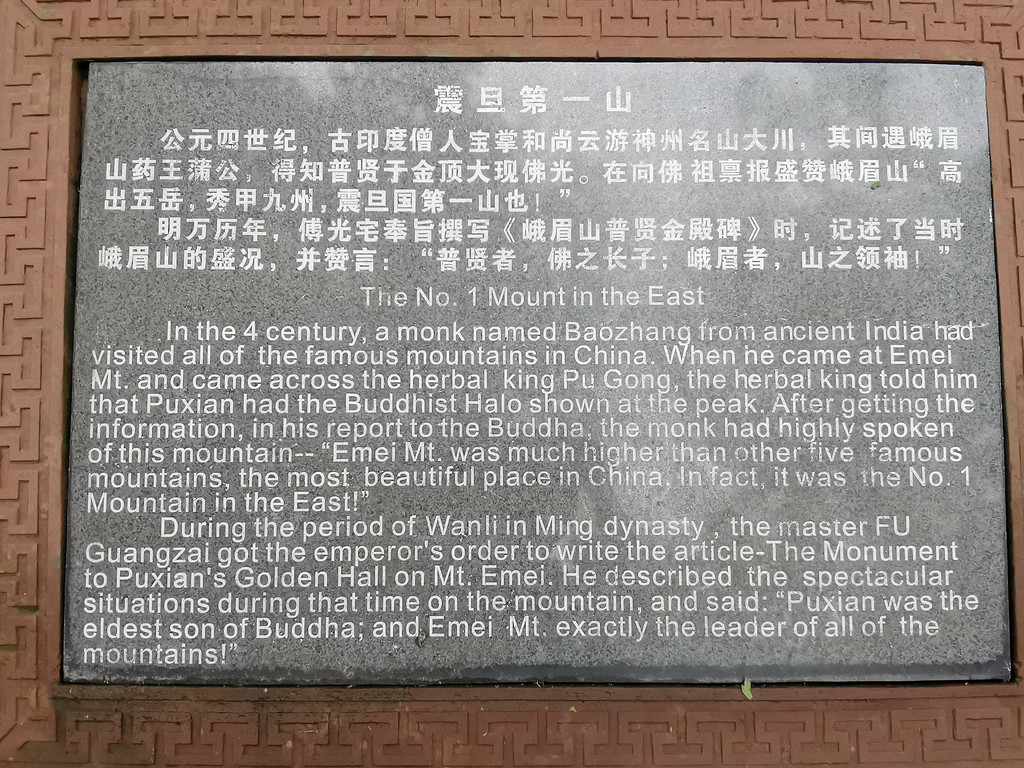 震旦第一山
公元四世纪，古印度僧人宝掌和尚云游神州名山大川，其间遇峨眉
山药王蒲公，得知普贤于金顶大现佛光。在向佛祖禀报盛赞峨眉山“高
出五岳，秀甲九州，震旦国第一山也！”
明万历年，傅光宅奉旨撰写《峨眉山普贤金殿碑》时，记述了当时
峨眉山的盛况，并赞言：“普贤者，佛之长子；峨眉者，山之领袖！”
The No. 1 Mount in the East
In the 4 century, a monk named Baozhang from ancient India had
visited all of the famous mountains in China. When he came at Emei
Mt. and came across the herbal king Pu Gong, the herbal king told him
that Puxian had the Buddhist Halo shown at the peak. After getting the
information, in his report to the Buddha, the monk had highly spoken
of this mountain-- “Emei Mt. was much higher than other five famous
mountains, the most beautiful place in China. In fact, it was the No. 1
Mountain in the East!”
During the period of Wanli in Ming dynasty , the master FU
Guangzai got the emperor's order to write the article-The Monument
to Puxian's Golden Hall on Mt. Emei. He described the spectacular
situations during that time on the mountain, and said: “Puxian was the
eldest son of Buddha; and Emei Mt. exactly the leader of all of the
mountains!”